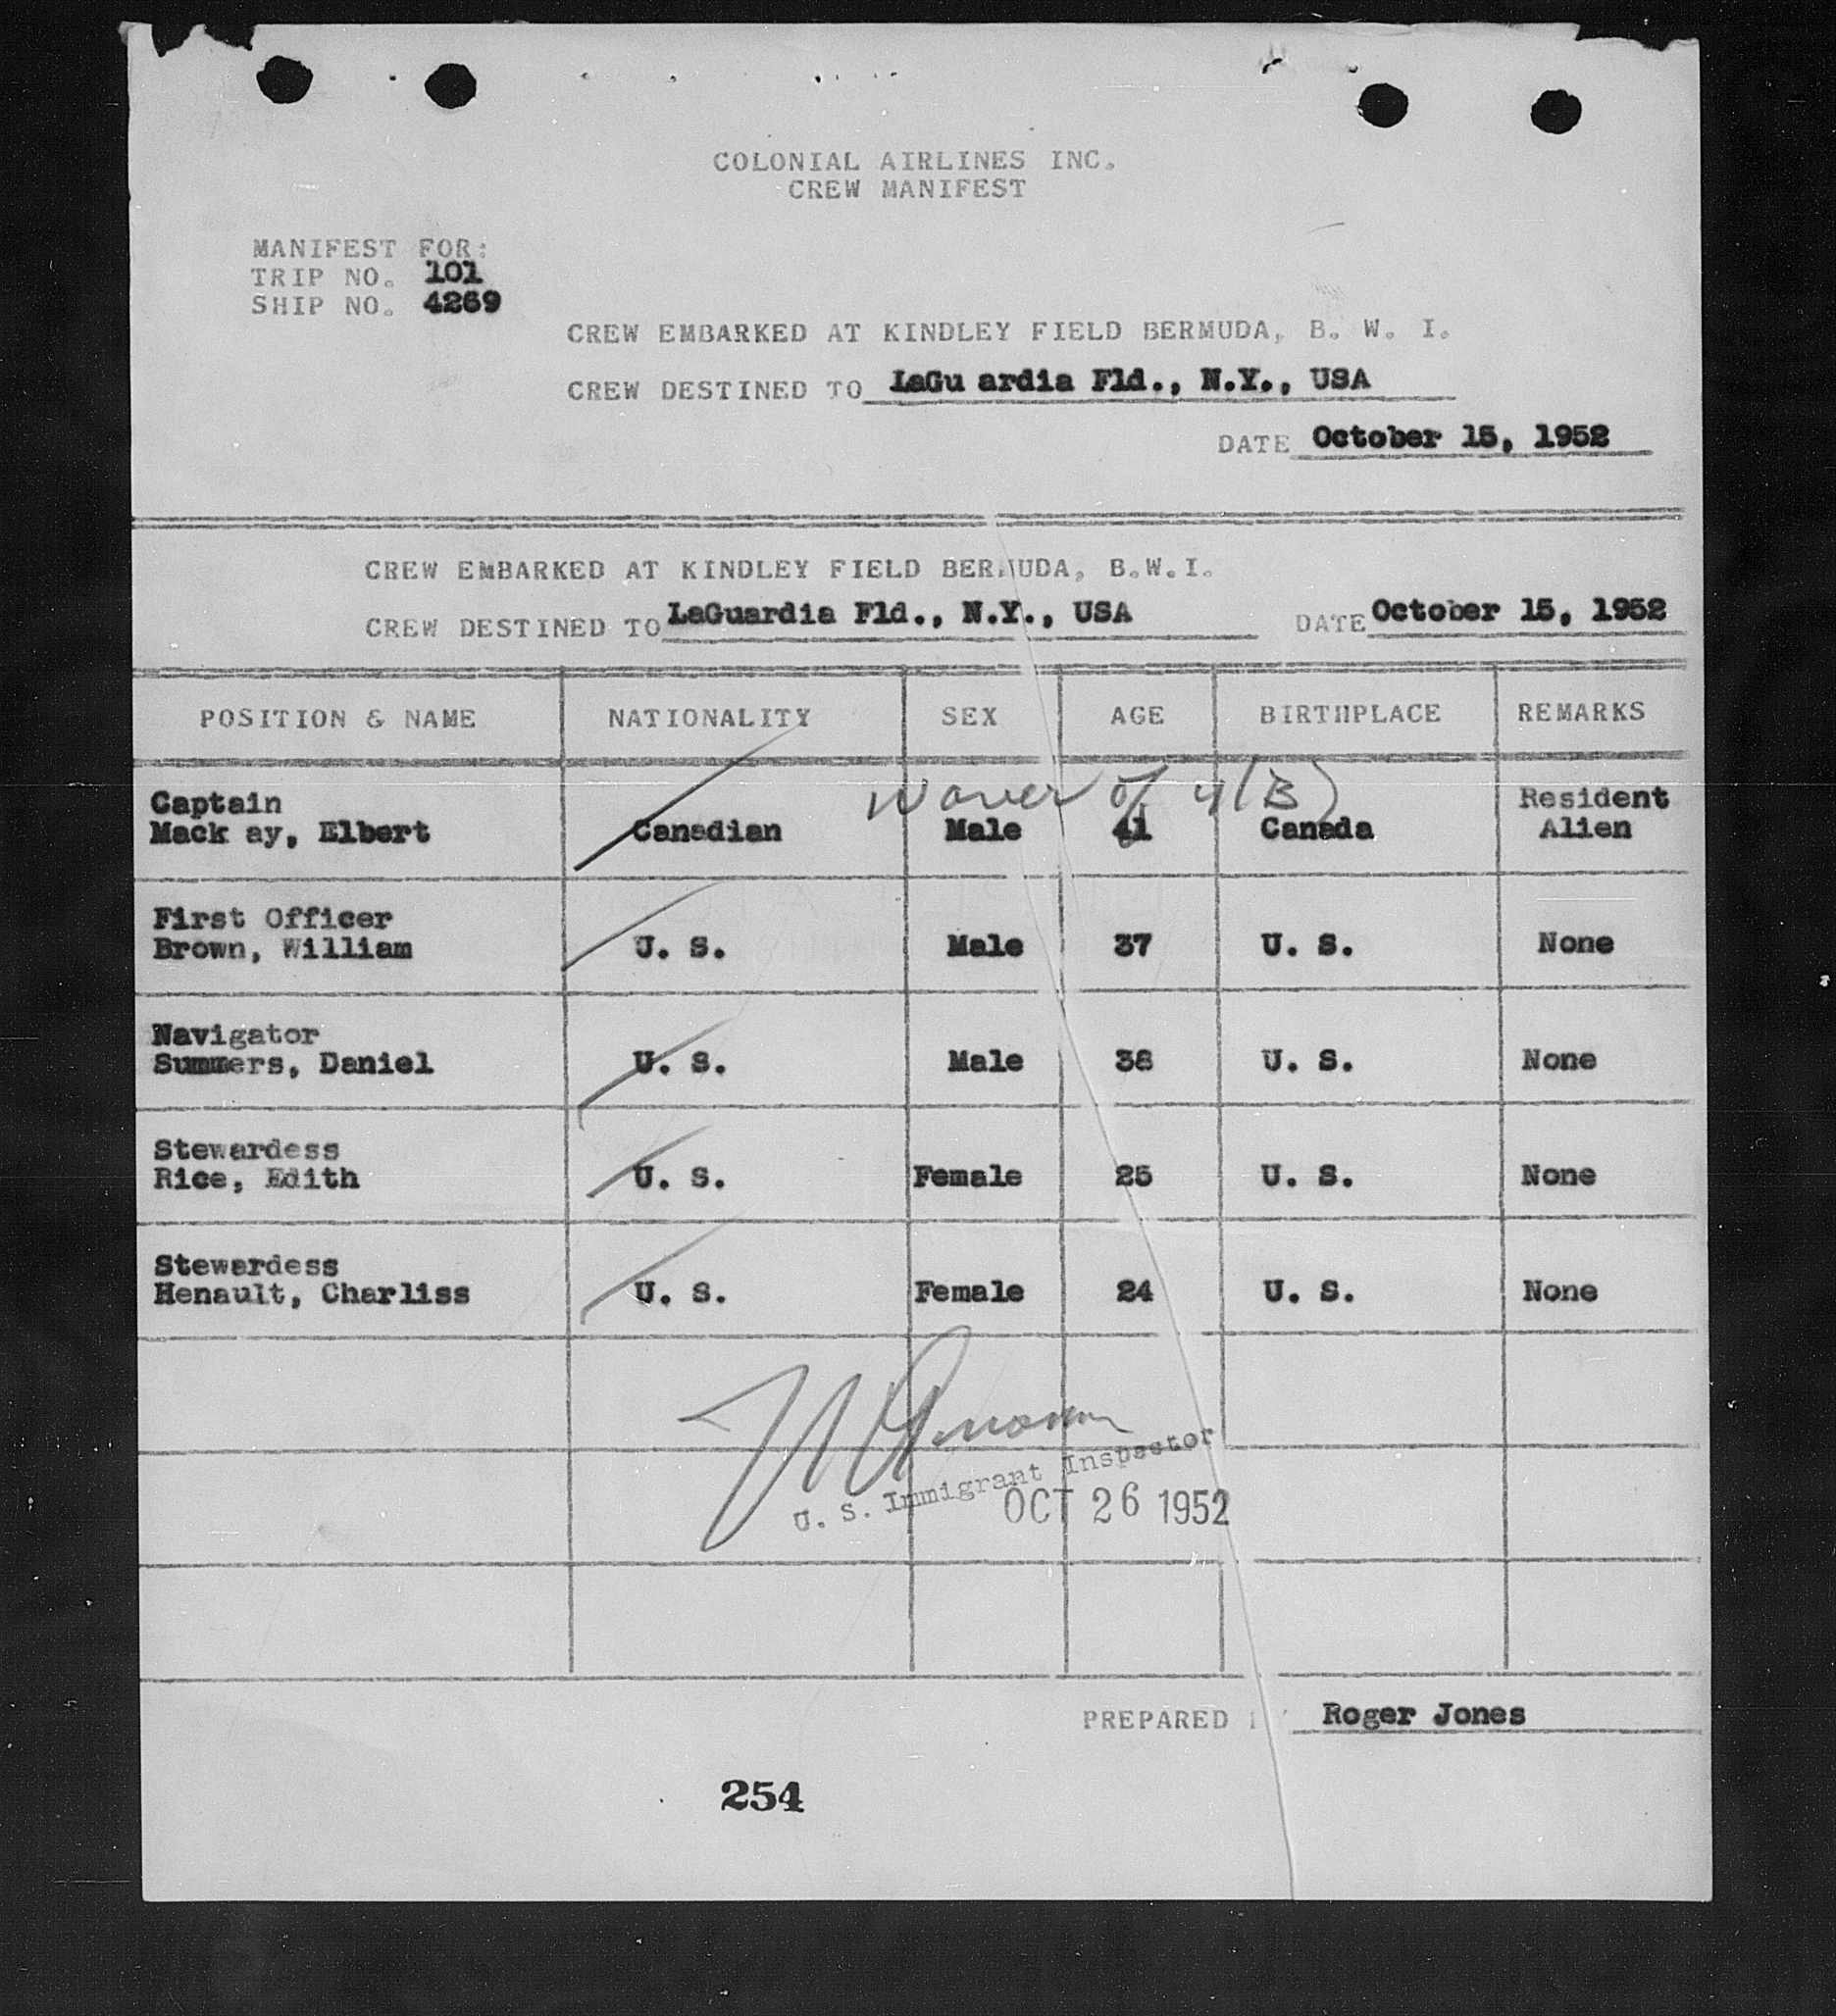 COLONIAL AIRLINES INC.
CREW MANIFEST
MANIFEST FOR:
TRIP NO. 101
SHIP NO. 4269
CREW EMBARKED AT KINDLEY FIELD BERMUDA, B. W. I.
CREW DESTINED TO LaGu ardia Fld., N.Y., USA
DATE October 15, 1952
CREW EMBARKED AT KINDLEY FIELD BERMUDA, B.W.I.
CREW DESTINED TO LaGuardia Fld., N.Y., USA DATE October 15, 1952
POSITION & NAME NATIONALITY SEX AGE BIRTHPLACE REMARKS
Waver of 4(B)
Captain Resident
Mack ay, Elbert Canadian Male 41 Canada Alien
First Officer
Brown, William U. S. Male 37 U. S. None
Navigator
Summers, Daniel U. S. Male 38 U. S. None
Stewardess
Rice, Edith U. S. Female 25 U. S. None
Stewardess
Henault, Charliss U. S. Female 24 U. S. None
U. S. Immigrant Inspector
OCT 26 1952
PREPARED Roger Jones
254